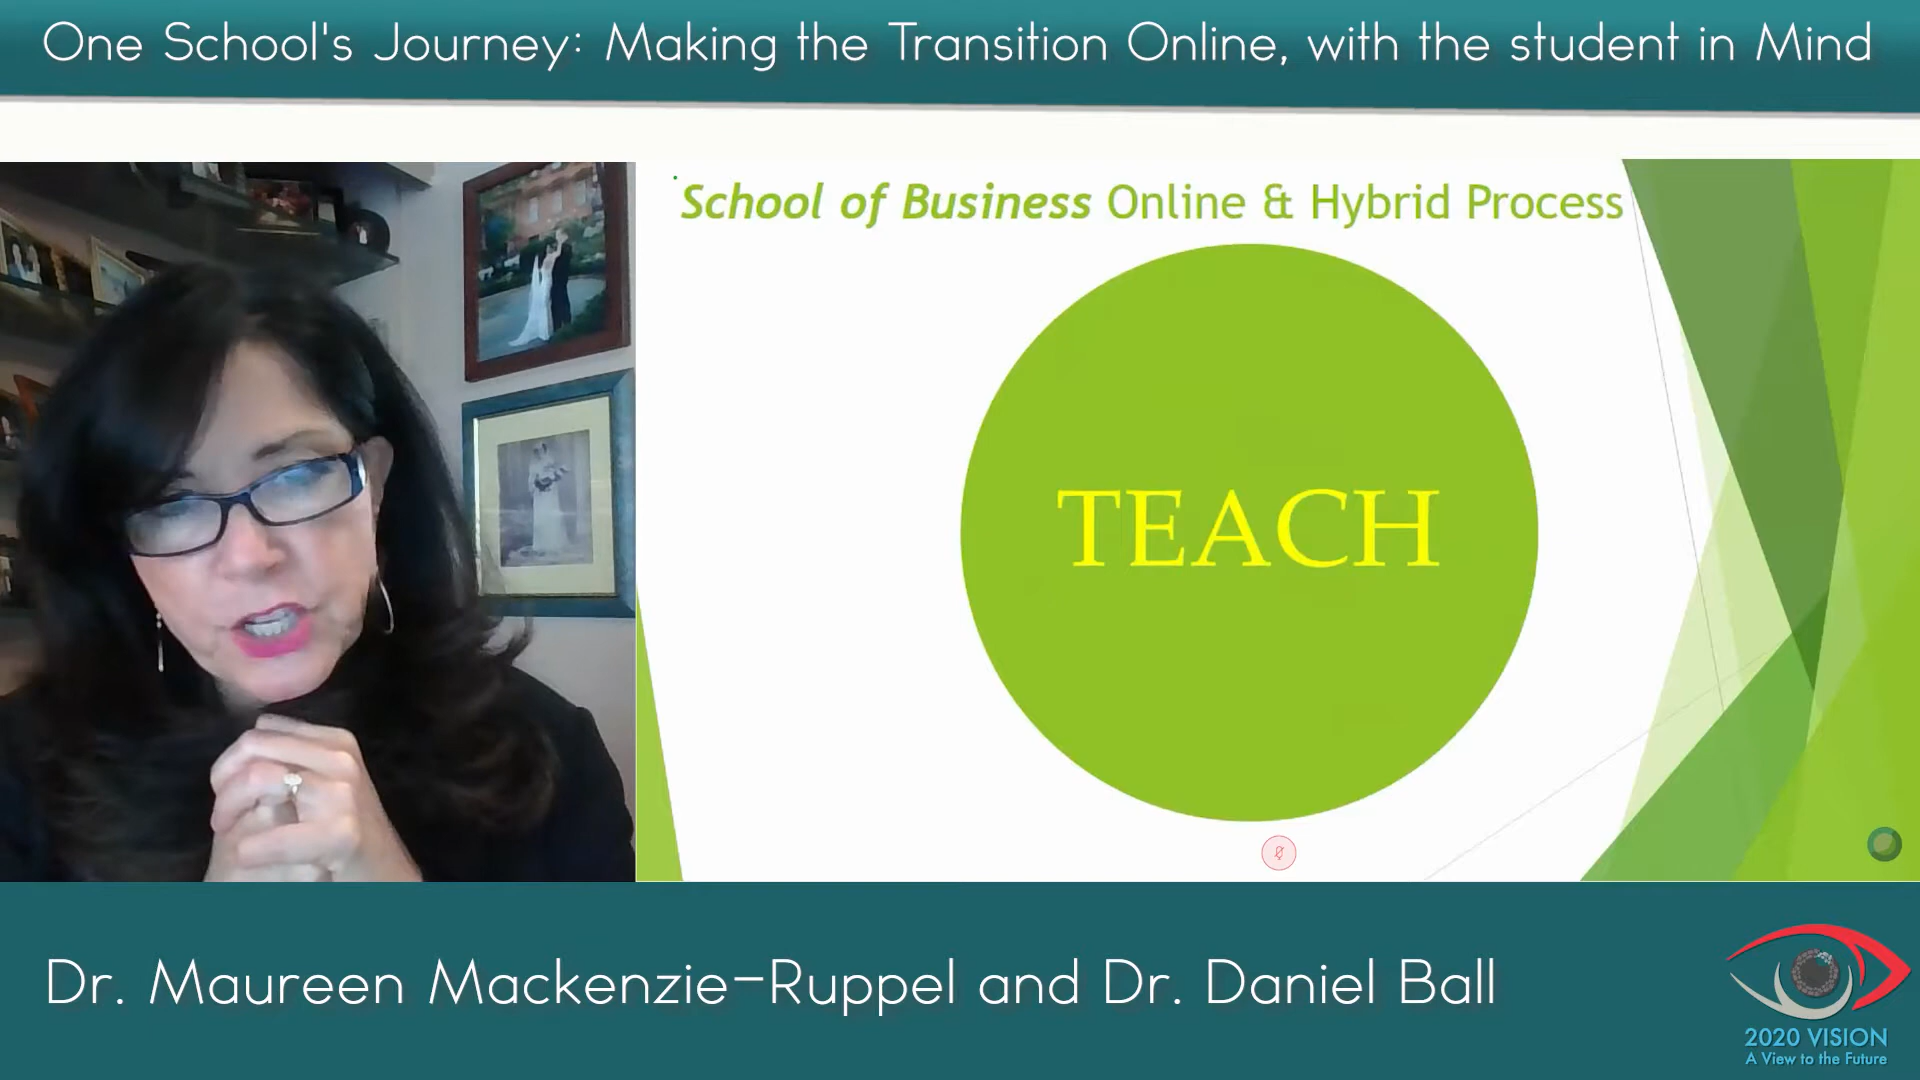 One School's Journey: Making the Transition Online, with the student in Mind
School of Business Online & Hybrid Process
TEACH
Dr. Maureen Mackenzie-Ruppel and Dr. Daniel Ball
2020 VISION
A View to the Future